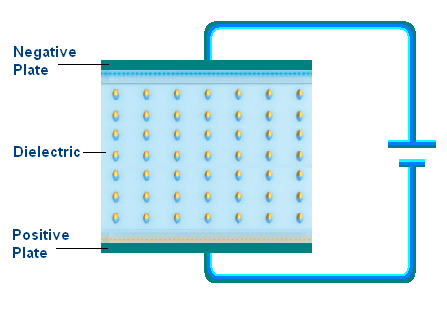 Negative
Plate
Dielectric
Positive
Plate